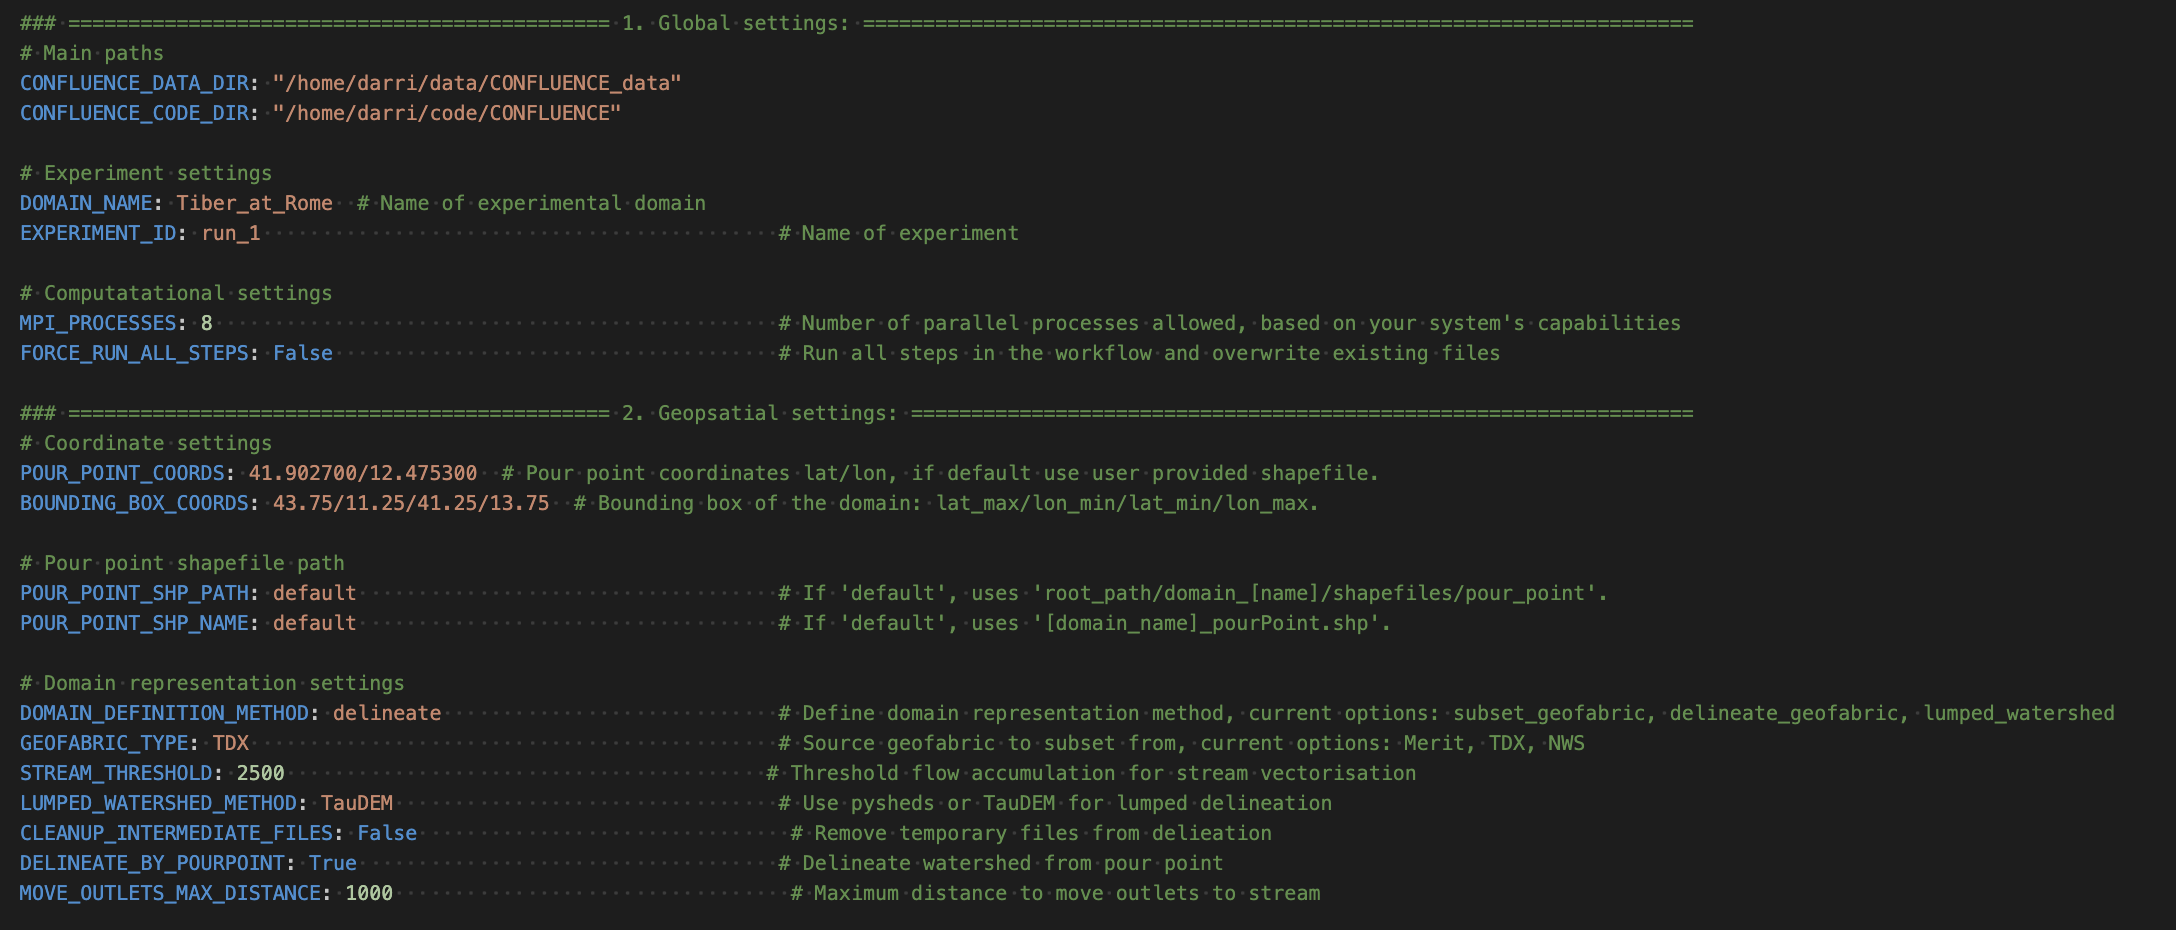 ### ============================================= 1. Global settings: =====================================================================
# Main paths
CONFLUENCE_DATA_DIR: "/home/darri/data/CONFLUENCE_data"
CONFLUENCE_CODE_DIR: "/home/darri/code/CONFLUENCE"
# Experiment settings
DOMAIN_NAME: Tiber_at_Rome  # Name of experimental domain
EXPERIMENT_ID: run_1                                           # Name of experiment
# Computatational settings
MPI_PROCESSES: 8                                               # Number of parallel processes allowed, based on your system's capabilities
FORCE_RUN_ALL_STEPS: False                                     # Run all steps in the workflow and overwrite existing files
### ============================================= 2. Geopsatial settings: =================================================================
# Coordinate settings
POUR_POINT_COORDS: 41.902700/12.475300  # Pour point coordinates lat/lon, if default use user provided shapefile.
BOUNDING_BOX_COORDS: 43.75/11.25/41.25/13.75  # Bounding box of the domain: lat_max/lon_min/lat_min/lon_max.
# Pour point shapefile path
POUR_POINT_SHP_PATH: default                                   # If 'default', uses 'root_path/domain_[name]/shapefiles/pour_point'.
POUR_POINT_SHP_NAME: default                                   # If 'default', uses '[domain_name]_pourPoint.shp'.
# Domain representation settings
DOMAIN_DEFINITION_METHOD: delineate                            # Define domain representation method, current options: subset_geofabric, delineate_geofabric, lumped_watershed
GEOFABRIC_TYPE: TDX                                            # Source geofabric to subset from, current options: Merit, TDX, NWS
STREAM_THRESHOLD: 2500                                        # Threshold flow accumulation for stream vectorisation
LUMPED_WATERSHED_METHOD: TauDEM                                # Use pysheds or TauDEM for lumped delineation
CLEANUP_INTERMEDIATE_FILES: False                               # Remove temporary files from delieation
DELINEATE_BY_POURPOINT: True                                   # Delineate watershed from pour point
MOVE_OUTLETS_MAX_DISTANCE: 1000                                 # Maximum distance to move outlets to stream